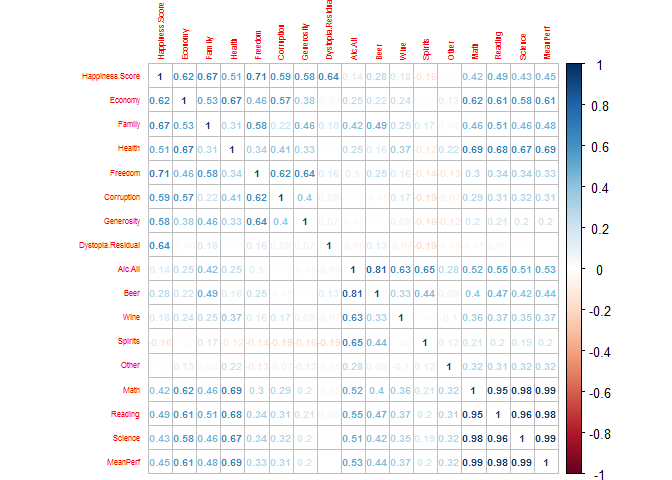 Happiness.Score Economy Family Health Freedom Corruption Generosity Dystopia.Residual Alc.All Beer Wine Spirits Other Math Reading Science MeanPerf
Happiness.Score 1 0.62 0.67 0.51 0.71 0.59 0.58 0.64 0.14 0.28 0.18 -0.16 0.42 0.49 0.43 0.45
Economy 0.62 1 0.53 0.67 0.46 0.57 0.38 0.25 0.22 0.24 0.13 0.62 0.61 0.58 0.61
Family 0.67 0.53 1 0.31 0.58 0.22 0.46 0.18 0.42 0.49 0.25 0.17 0.46 0.51 0.46 0.48
Health 0.51 0.67 0.31 1 0.34 0.41 0.33 0.25 0.16 0.37 -0.12 0.22 0.69 0.68 0.67 0.69
Freedom 0.71 0.46 0.58 0.34 1 0.62 0.64 0.16 0.1 0.25 0.16 -0.14 -0.13 0.3 0.34 0.34 0.33
Corruption 0.59 0.57 0.22 0.41 0.62 1 0.4 0.17 -0.19 -0.07 0.29 0.31 0.32 0.31
Generosity 0.58 0.38 0.46 0.33 0.64 0.4 1 0.07 -0.16 -0.12 0.2 0.21 0.2 0.2
Dystopia.Residual 0.64 0.18 0.16 0.07 1 0.13 -0.07 -0.19
Alc.All 0.14 0.25 0.42 0.25 0.1 1 0.81 0.63 0.65 0.28 0.52 0.55 0.51 0.53
Beer 0.28 0.22 0.49 0.16 0.25 0.13 0.81 1 0.33 0.44 0.4 0.47 0.42 0.44
Wine 0.18 0.24 0.25 0.37 0.16 0.17 0.63 0.33 1 -0.1 0.36 0.37 0.35 0.37
Spirits -0.16 0.17 -0.12 -0.14 -0.19 -0.16 -0.19 0.65 0.44 1 0.12 0.21 0.2 0.19 0.2
Other 0.13 0.22 -0.13 -0.07 -0.12 0.28 -0.1 0.12 1 0.32 0.31 0.32 0.32
Math 0.42 0.62 0.46 0.69 0.3 0.29 0.2 0.52 0.4 0.36 0.21 0.32 1 0.95 0.98 0.99
Reading 0.49 0.61 0.51 0.68 0.34 0.31 0.21 0.55 0.47 0.37 0.2 0.31 0.95 1 0.96 0.98
Science 0.43 0.58 0.46 0.67 0.34 0.32 0.2 0.51 0.42 0.35 0.19 0.32 0.98 0.96 1 0.99
MeanPerf 0.45 0.61 0.48 0.69 0.33 0.31 0.2 0.53 0.44 0.37 0.2 0.32 0.99 0.98 0.99 1
1
0.8
0.6
0.4
0.2
0
-0.2
-0.4
-0.6
-0.8
-1